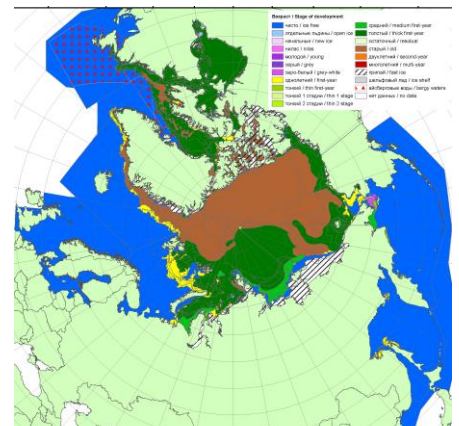 Возраст / Stage of development
чисто / ice free
отдельные льдины / open ice
начальные / new ice
нилас / nilas
молодой / young
серый / grey
серо-белый / grey-white
однолетний / first-year
тонкий / thin first-year
тонкий 1 стадии / thin 1 stage
тонкий 2 стадии / thin 2 stage
средний / medium first-year
толстый / thick first-year
остаточный / residual
старый / old
двухлетний / second-year
многолетний / multi-year
припай / fast ice
шельфовый лед / ice shelf
айсберговые воды / bergy waters
нет данных / no data